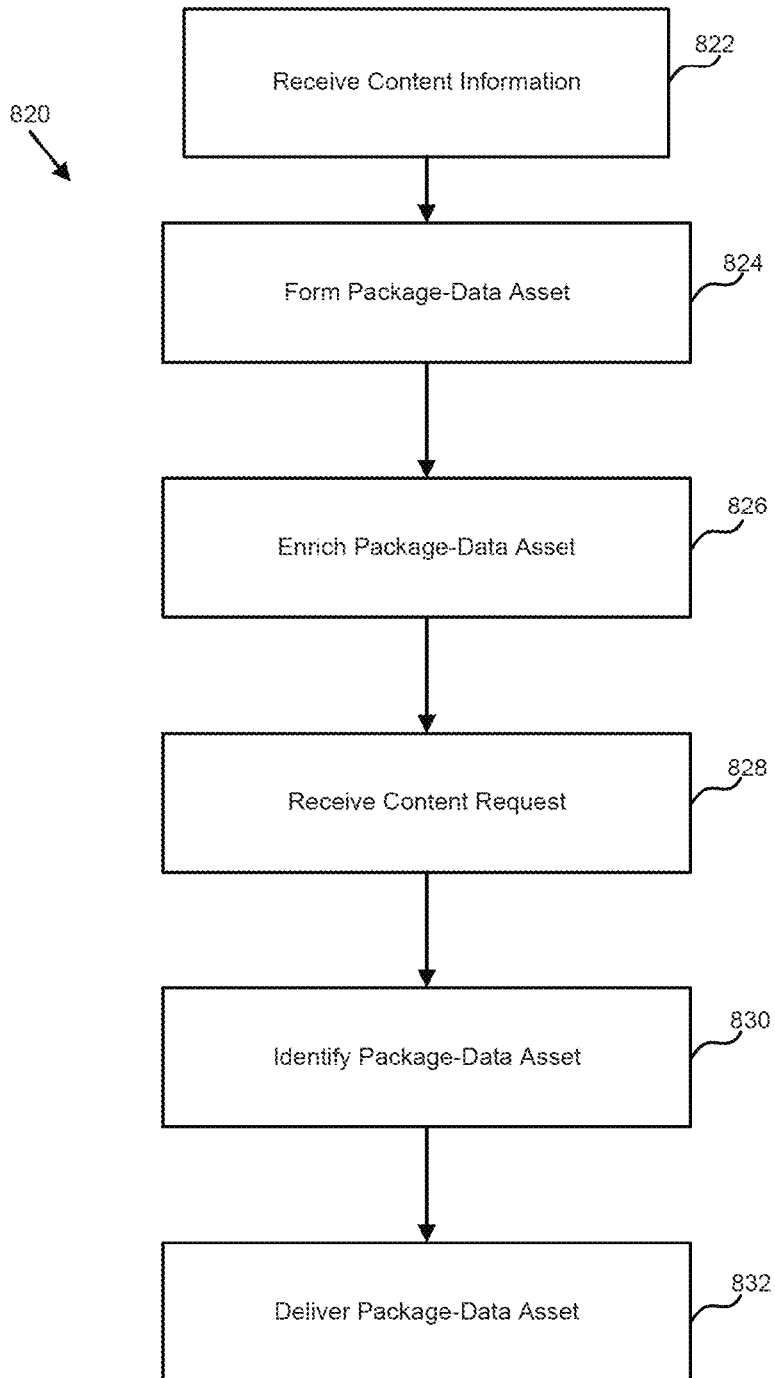 Receive Content Information
822
820
Form Package-Data Asset
824
Enrich Package-Data Asset
826
Receive Content Request
828
Identify Package-Data Asset
830
Deliver Package-Data Asset
832